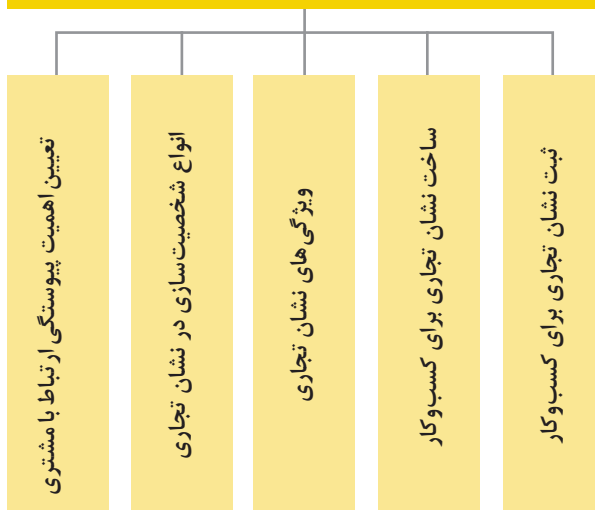 ثبت نشان تجاری برای کسب‌وکار
ساخت نشان تجاری برای کسب‌وکار
ویژگی‌های نشان تجاری
انواع شخصیت‌سازی در نشان تجاری
تعیین اهمیت پیوستگی ارتباط با مشتری